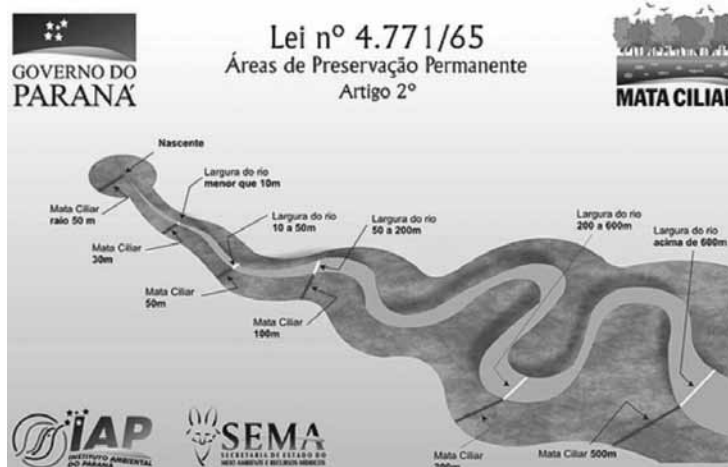 GOVERNO DO
PARANÁ
Lei nº 4.771/65
Áreas de Preservação Permanente
Artigo 2º
MATA CILIAR
Nascente
Largura do rio
menor que 10m
Mata Ciliar
raio 50 m
Largura do rio
10 a 50m
Largura do rio
50 a 200m
Largura do rio
200 a 600m
Largura do rio
acima de 600m
Mata Ciliar
30m
Mata Ciliar
50m
Mata Ciliar
100m
Mata Ciliar
Mata Ciliar 500m
IAP
INSTITUTO AMBIENTAL
DO PARANÁ
SEMA
SECRETARIA DE ESTADO DO
MEIO AMBIENTE E RECURSOS HÍDRICOS